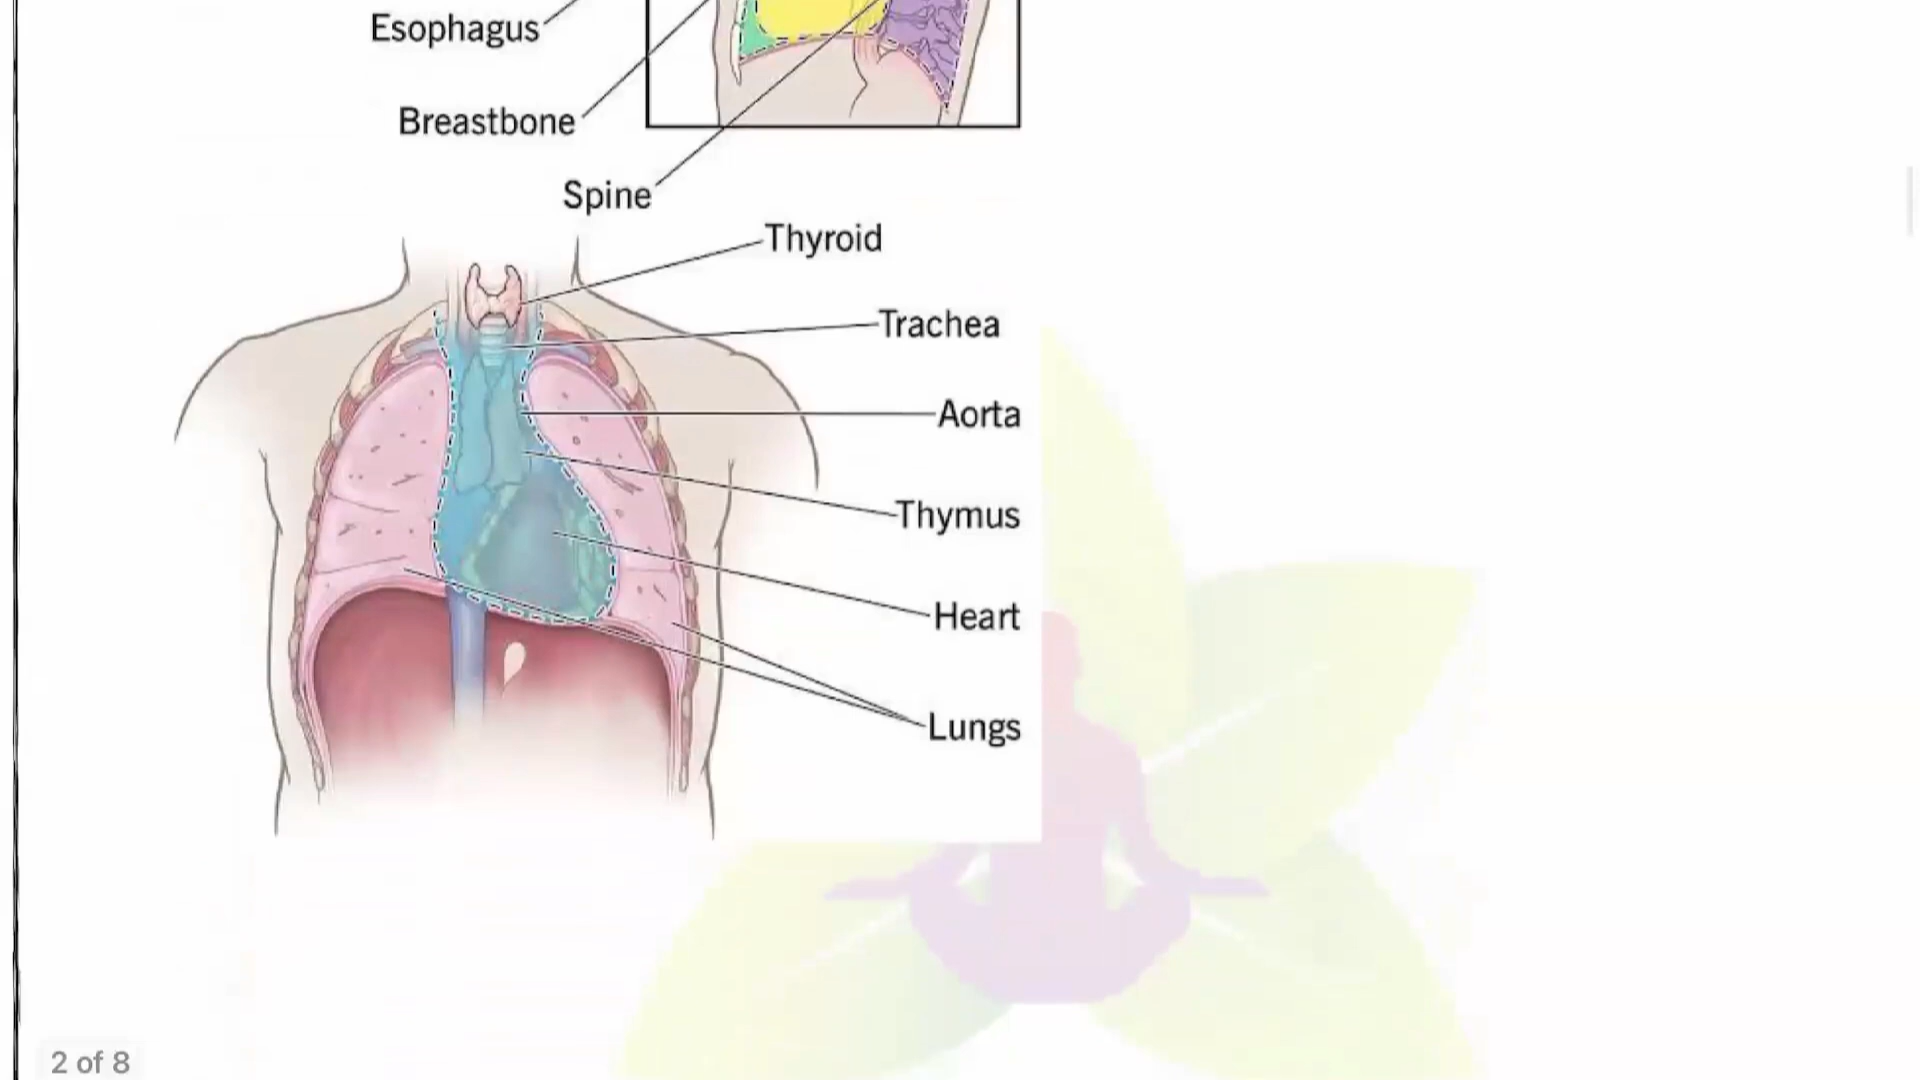 Esophagus
Breastbone
Spine
Thyroid
Trachea
Aorta
Thymus
Heart
Lungs
2 of 8